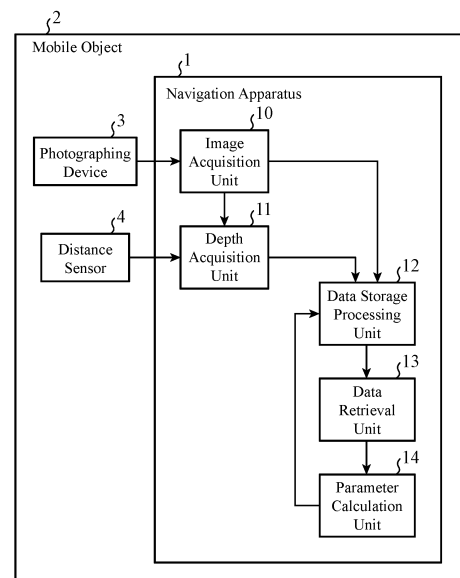 2
Mobile Object
1
Navigation Apparatus
3
Photographing
Device
10
Image
Acquisition
Unit
4
Distance
Sensor
11
Depth
Acquisition
Unit
12
Data Storage
Processing
Unit
13
Data
Retrieval
Unit
14
Parameter
Calculation
Unit